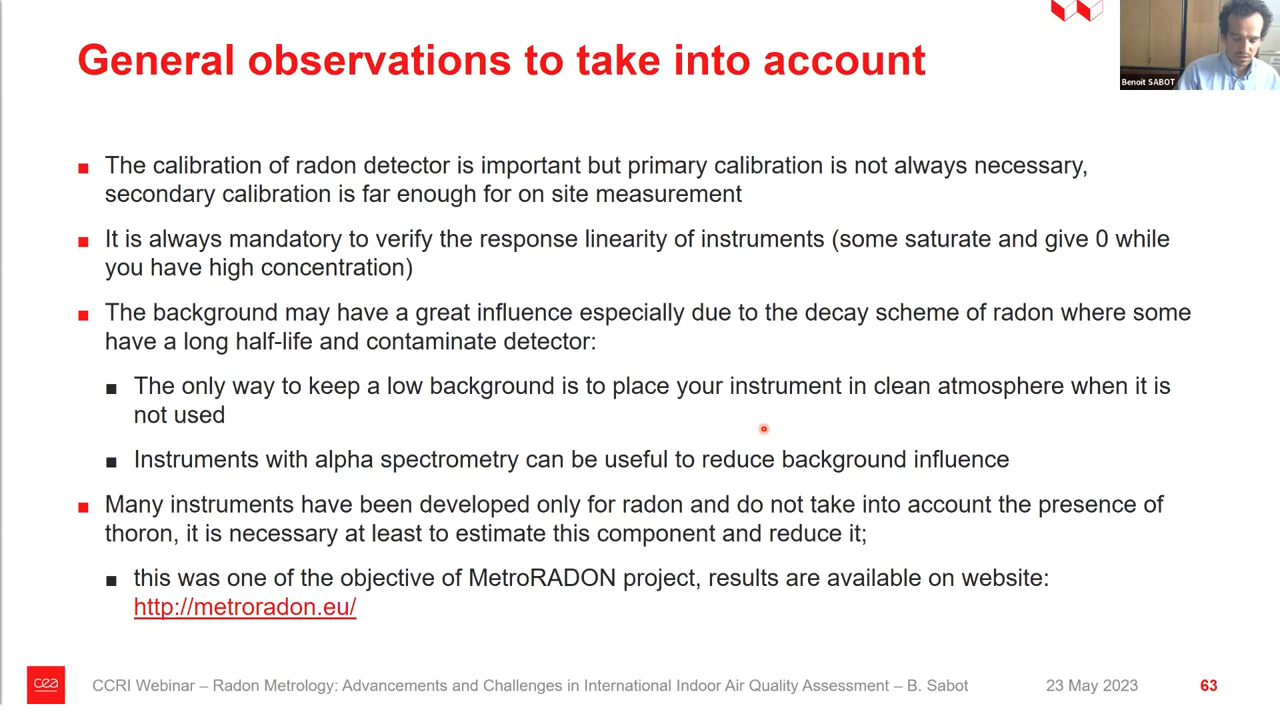 General observations to take into account
Benoit SABOT
■ The calibration of radon detector is important but primary calibration is not always necessary,
secondary calibration is far enough for on site measurement
■ It is always mandatory to verify the response linearity of instruments (some saturate and give 0 while
you have high concentration)
■ The background may have a great influence especially due to the decay scheme of radon where some
have a long half-life and contaminate detector:
■ The only way to keep a low background is to place your instrument in clean atmosphere when it is
not used
■ Instruments with alpha spectrometry can be useful to reduce background influence
■ Many instruments have been developed only for radon and do not take into account the presence of
thoron, it is necessary at least to estimate this component and reduce it;
■ this was one of the objective of MetroRADON project, results are available on website:
http://metroradon.eu/
cea
CCRI Webinar – Radon Metrology: Advancements and Challenges in International Indoor Air Quality Assessment – B. Sabot
23 May 2023
63